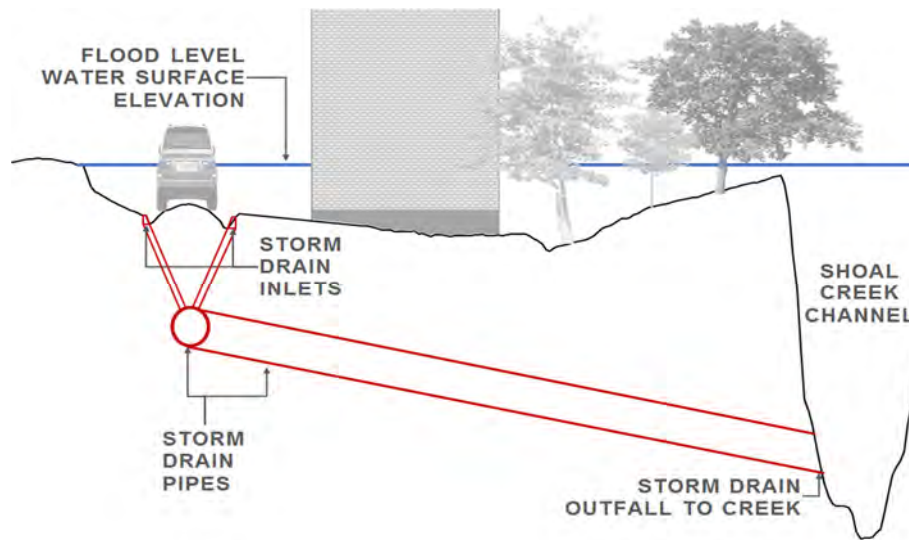 FLOOD LEVEL
WATER SURFACE
ELEVATION
STORM
DRAIN
INLETS
SHOAL
CREEK
CHANNEL
STORM
DRAIN
PIPES
STORM DRAIN
OUTFALL TO CREEK